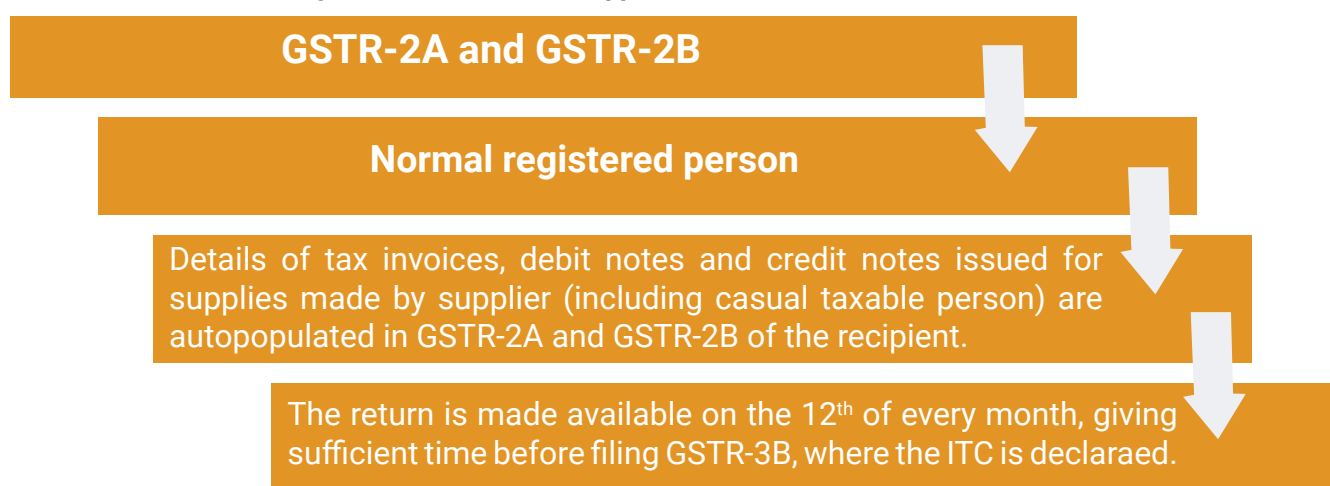 GSTR-2A and GSTR-2B
Normal registered person
Details of tax invoices, debit notes and credit notes issued for
supplies made by supplier (including casual taxable person) are
autopopulated in GSTR-2A and GSTR-2B of the recipient.
The return is made available on the 12th of every month, giving
sufficient time before filing GSTR-3B, where the ITC is declaraed.